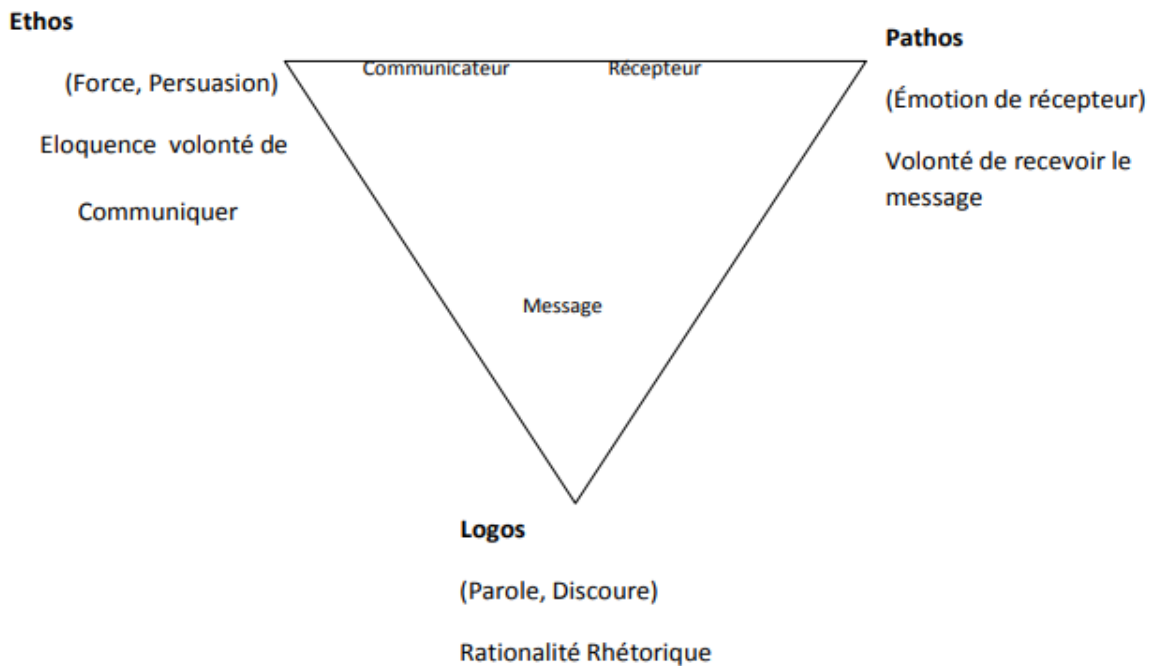 Ethos
(Force, Persuasion)
Eloquence volonté de
Communiquer
Communicateur
Récepteur
Pathos
(Émotion de récepteur)
Volonté de recevoir le
message
Message
Logos
(Parole, Discoure)
Rationalité Rhétorique